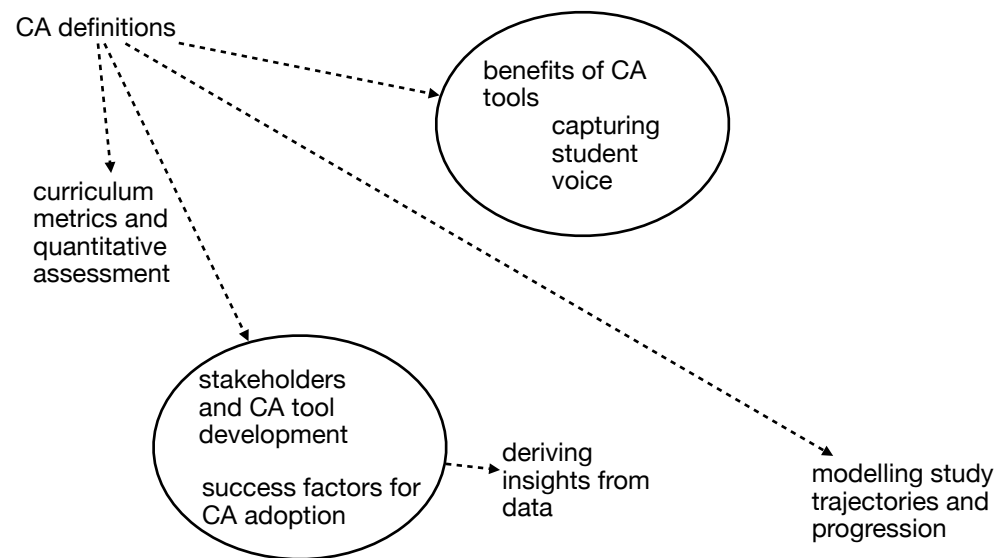 CA definitions
benefits of CA
tools
capturing
student
voice
curriculum
metrics and
quantitative
assessment
stakeholders
and CA tool
development
success factors for
CA adoption
deriving
insights from
data
modelling study
trajectories and
progression